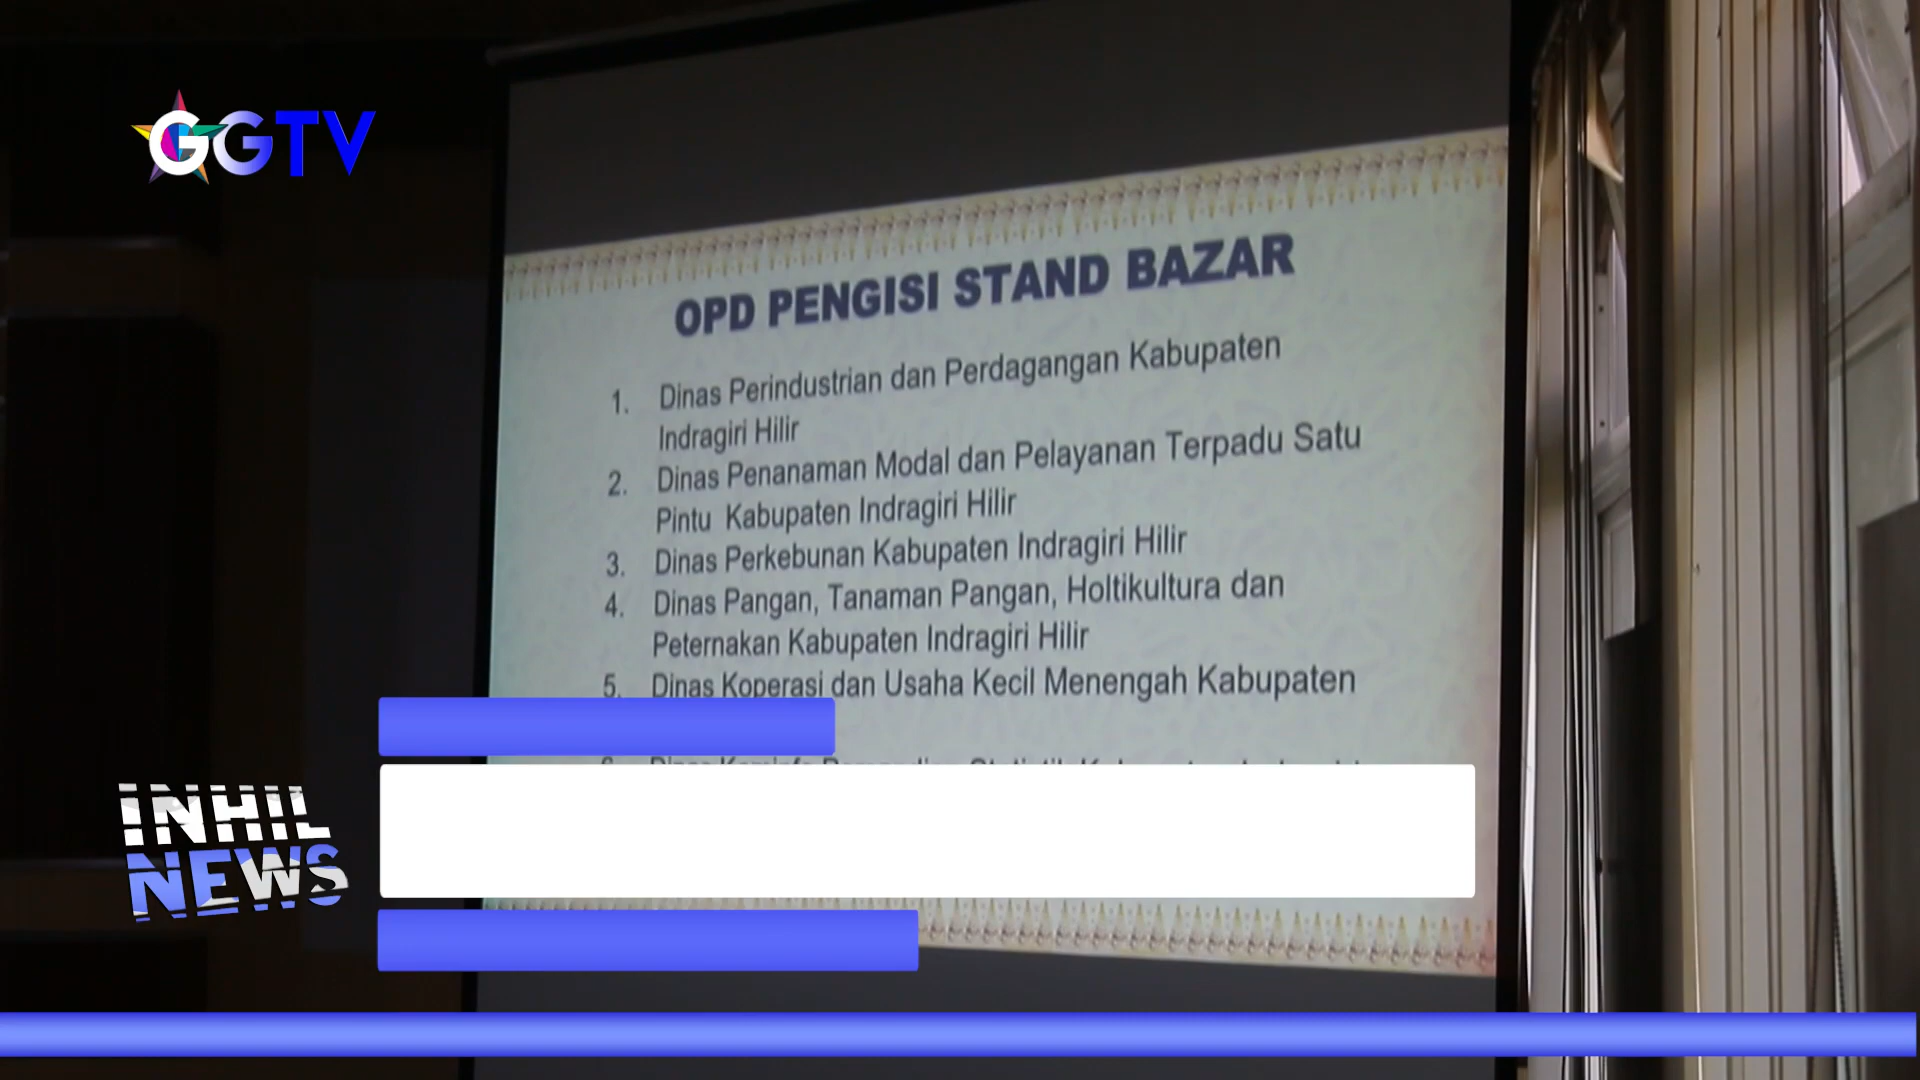 GGTV
OPD PENGISI STAND BAZAR
1. Dinas Perindustrian dan Perdagangan Kabupaten
Indragiri Hilir
2. Dinas Penanaman Modal dan Pelayanan Terpadu Satu
Pintu Kabupaten Indragiri Hilir
3. Dinas Perkebunan Kabupaten Indragiri Hilir
4. Dinas Pangan, Tanaman Pangan, Holtikultura dan
Peternakan Kabupaten Indragiri Hilir
5. Dinas Koperasi dan Usaha Kecil Menengah Kabupaten
INHIL
NEWS